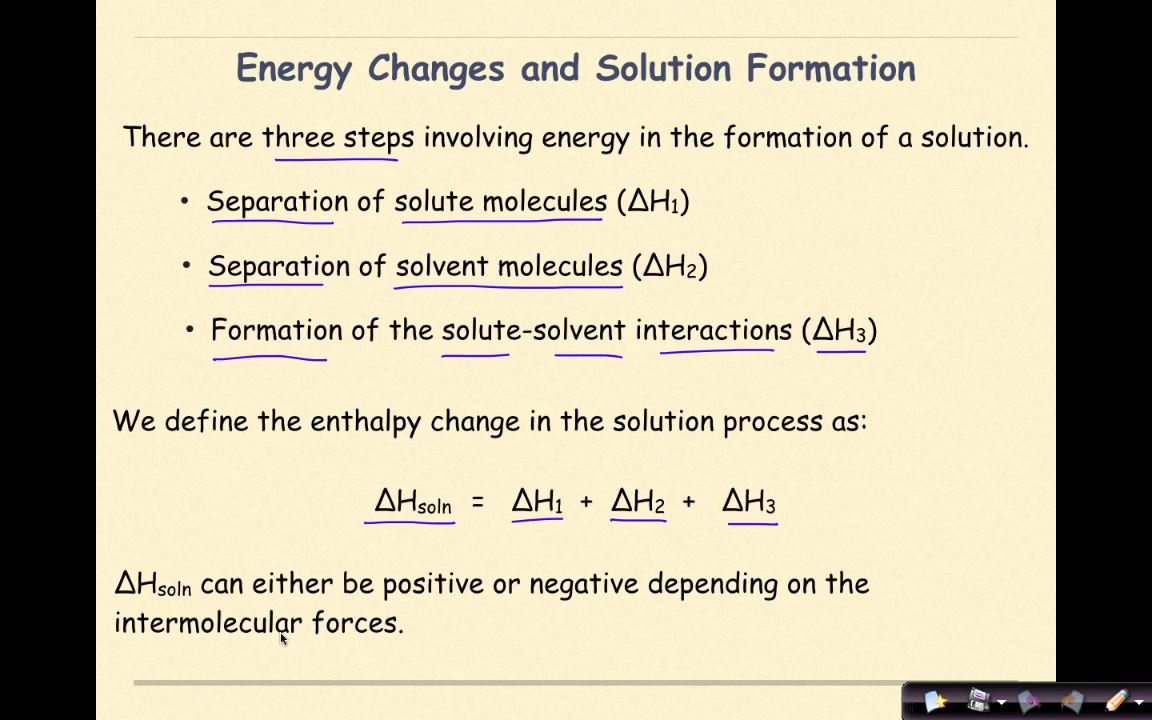 Energy Changes and Solution Formation
There are three steps involving energy in the formation of a solution.
• Separation of solute molecules (ΔH₁)
• Separation of solvent molecules (ΔH₂)
• Formation of the solute-solvent interactions (ΔH₃)
We define the enthalpy change in the solution process as:
ΔHsoln = ΔH₁ + ΔH₂ + ΔH₃
ΔHsoln can either be positive or negative depending on the
intermolecular forces.